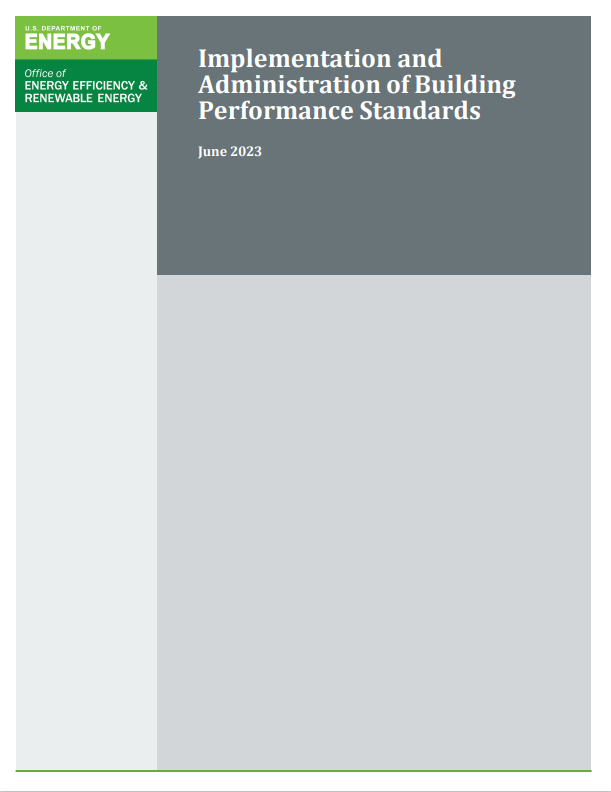 U.S. DEPARTMENT OF
ENERGY
Office of
ENERGY EFFICIENCY &
RENEWABLE ENERGY
Implementation and
Administration of Building
Performance Standards
June 2023